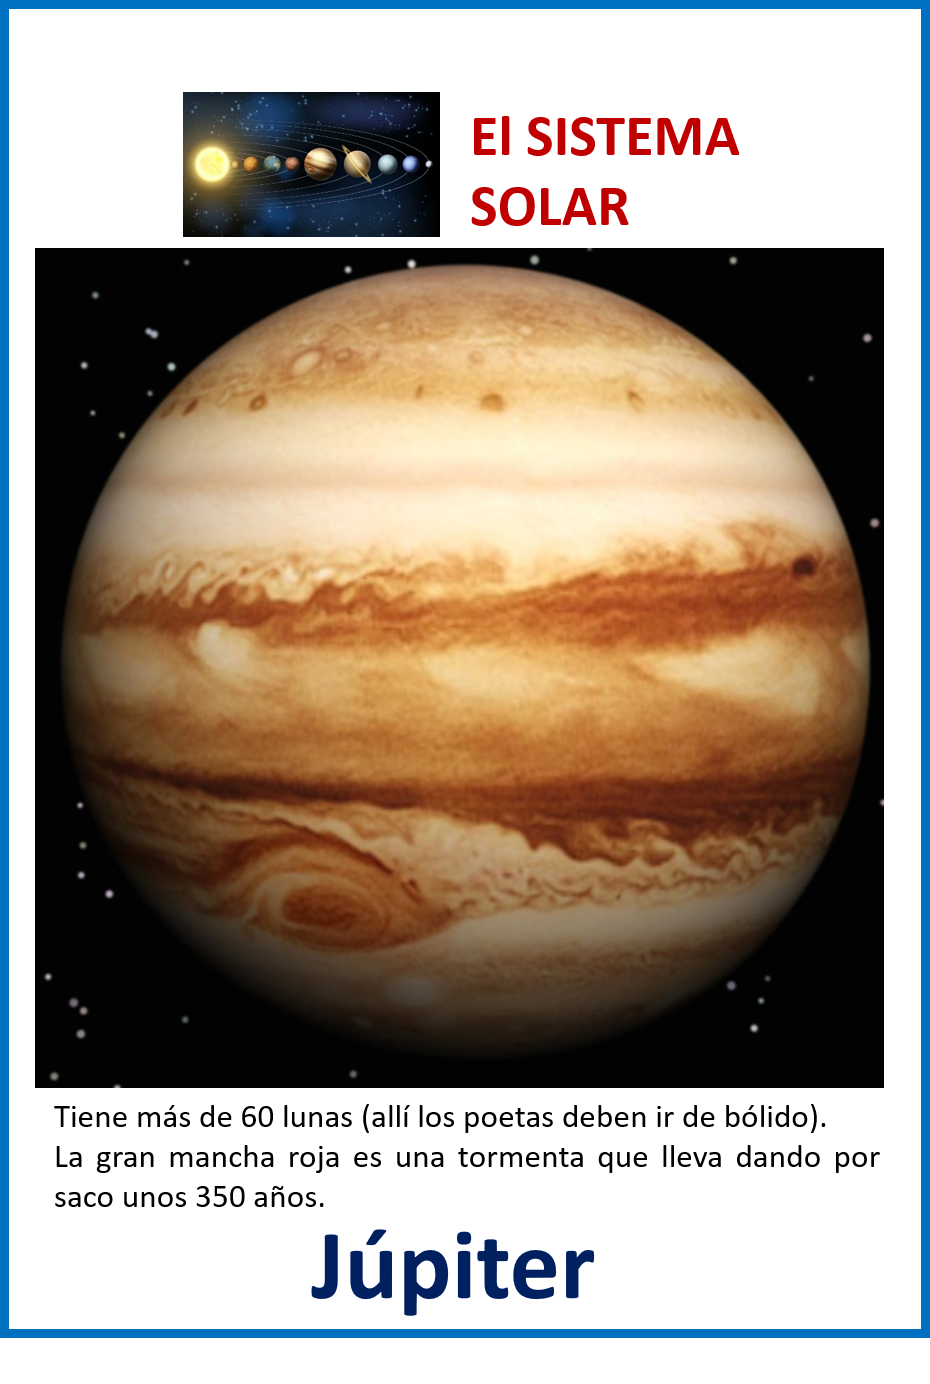 El SISTEMA
SOLAR
Tiene más de 60 lunas (allí los poetas deben ir de bólido).
La gran mancha roja es una tormenta que lleva dando por
saco unos 350 años.
Júpiter